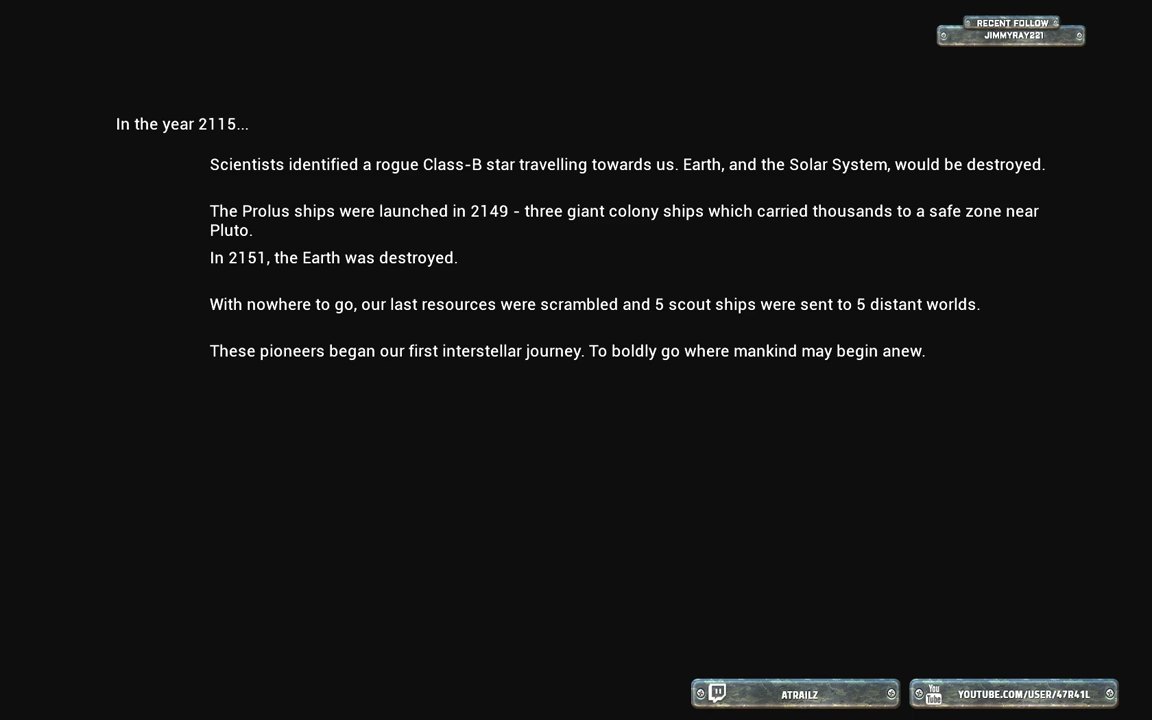 RECENT FOLLOW
JIMMYRAY221
In the year 2115...
Scientists identified a rogue Class-B star travelling towards us. Earth, and the Solar System, would be destroyed.
The Prolus ships were launched in 2149 - three giant colony ships which carried thousands to a safe zone near
Pluto.
In 2151, the Earth was destroyed.
With nowhere to go, our last resources were scrambled and 5 scout ships were sent to 5 distant worlds.
These pioneers began our first interstellar journey. To boldly go where mankind may begin anew.
ATRAILZ
You
Tube
YOUTUBE.COM/USER/47R41L